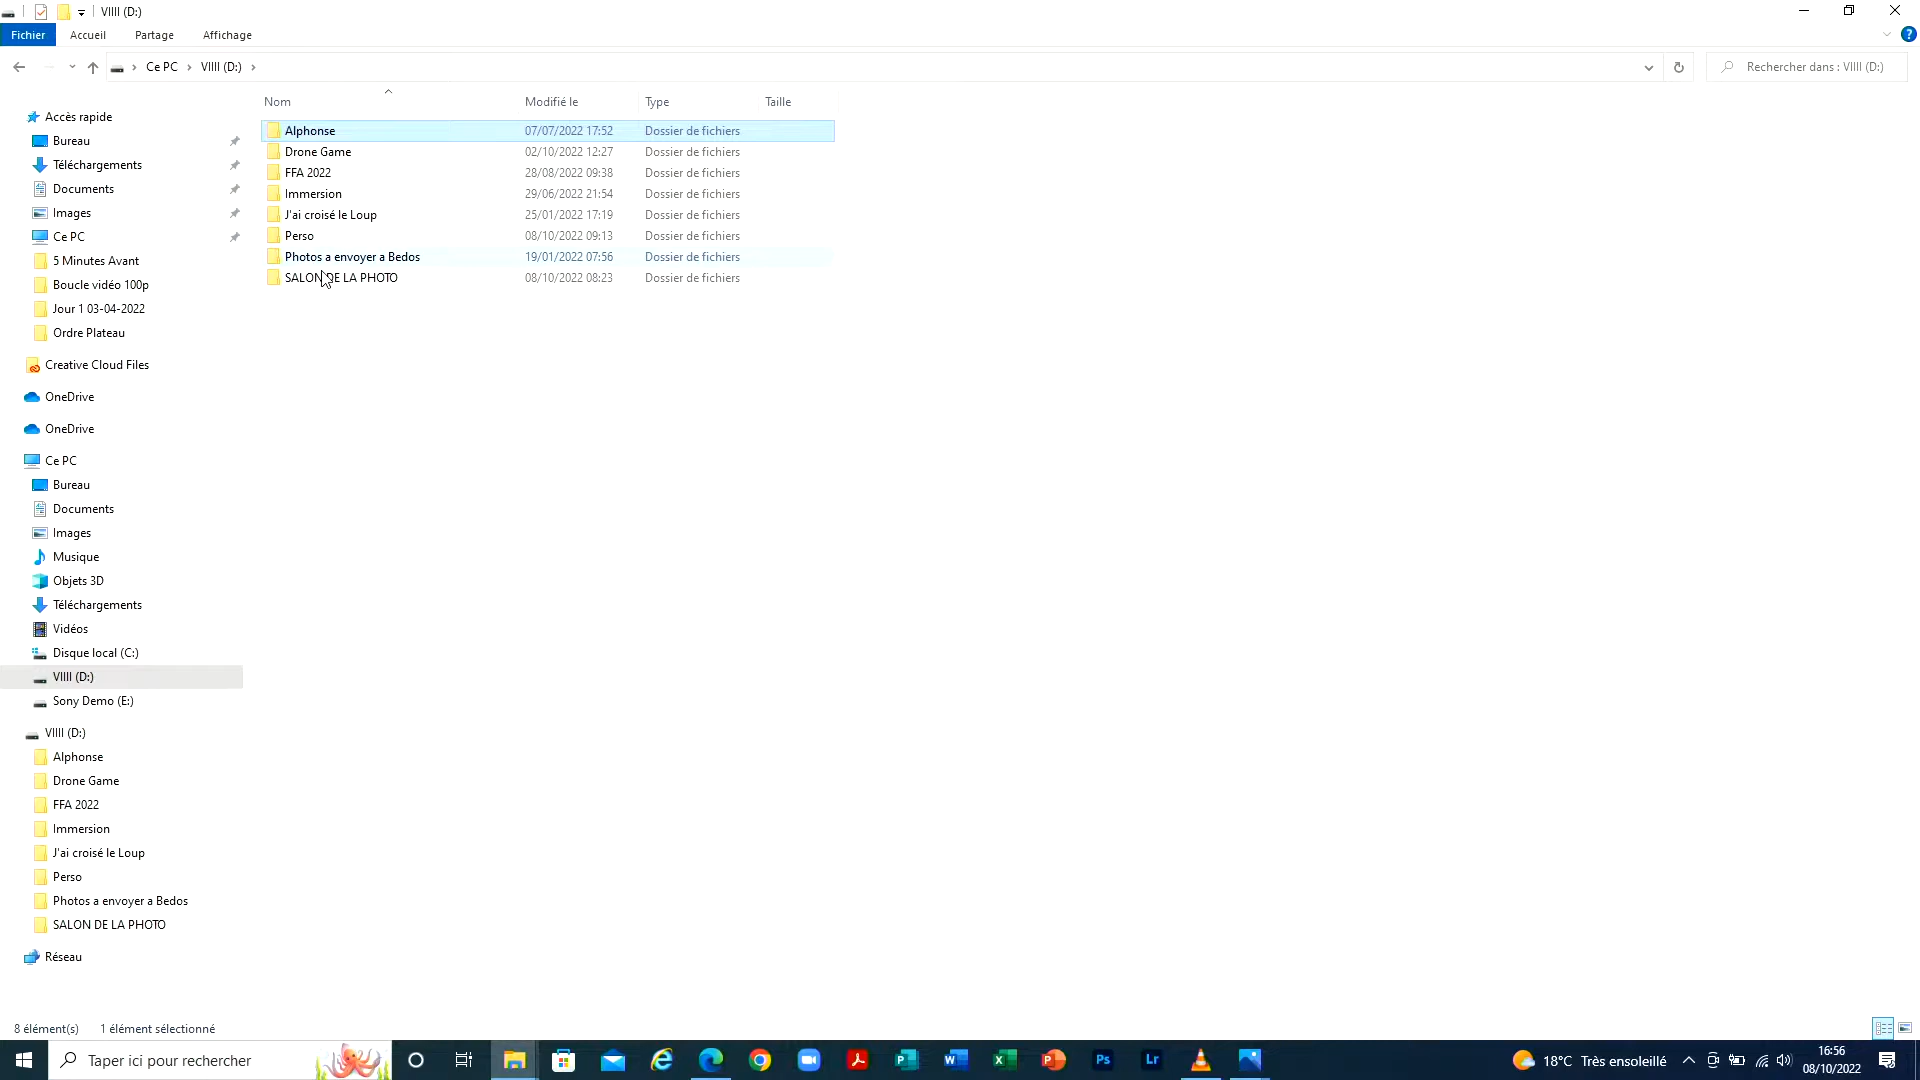 VIIII (D:)
Fichier Accueil Partage Affichage
Ce PC VIIII (D:) Rechercher dans : VIIII (D:)
Nom Modifié le Type Taille
Alphonse 07/07/2022 17:52 Dossier de fichiers
Drone Game 02/10/2022 12:27 Dossier de fichiers
FFA 2022 28/08/2022 09:38 Dossier de fichiers
Immersion 29/06/2022 21:54 Dossier de fichiers
J'ai croisé le Loup 25/01/2022 17:19 Dossier de fichiers
Perso 08/10/2022 09:13 Dossier de fichiers
Photos a envoyer a Bedos 19/01/2022 07:56 Dossier de fichiers
SALON DE LA PHOTO 08/10/2022 08:23 Dossier de fichiers
Accès rapide
Bureau
Téléchargements
Documents
Images
Ce PC
5 Minutes Avant
Boucle vidéo 100p
Jour 1 03-04-2022
Ordre Plateau
Creative Cloud Files
OneDrive
OneDrive
Ce PC
Bureau
Documents
Images
Musique
Objets 3D
Téléchargements
Vidéos
Disque local (C:)
VIIII (D:)
Sony Demo (E:)
VIIII (D:)
Alphonse
Drone Game
FFA 2022
Immersion
J'ai croisé le Loup
Perso
Photos a envoyer a Bedos
SALON DE LA PHOTO
Réseau
8 élément(s) 1 élément sélectionné
Taper ici pour rechercher
18°C Très ensoleillé
16:56
08/10/2022